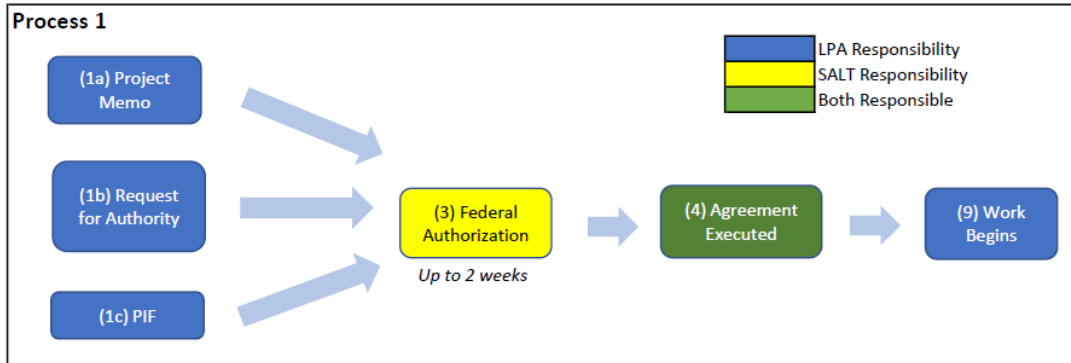 Process 1
LPA Responsibility
SALT Responsibility
Both Responsible
(1a) Project
Memo
(1b) Request
for Authority
(1c) PIF
(3) Federal
Authorization
Up to 2 weeks
(4) Agreement
Executed
(9) Work
Begins